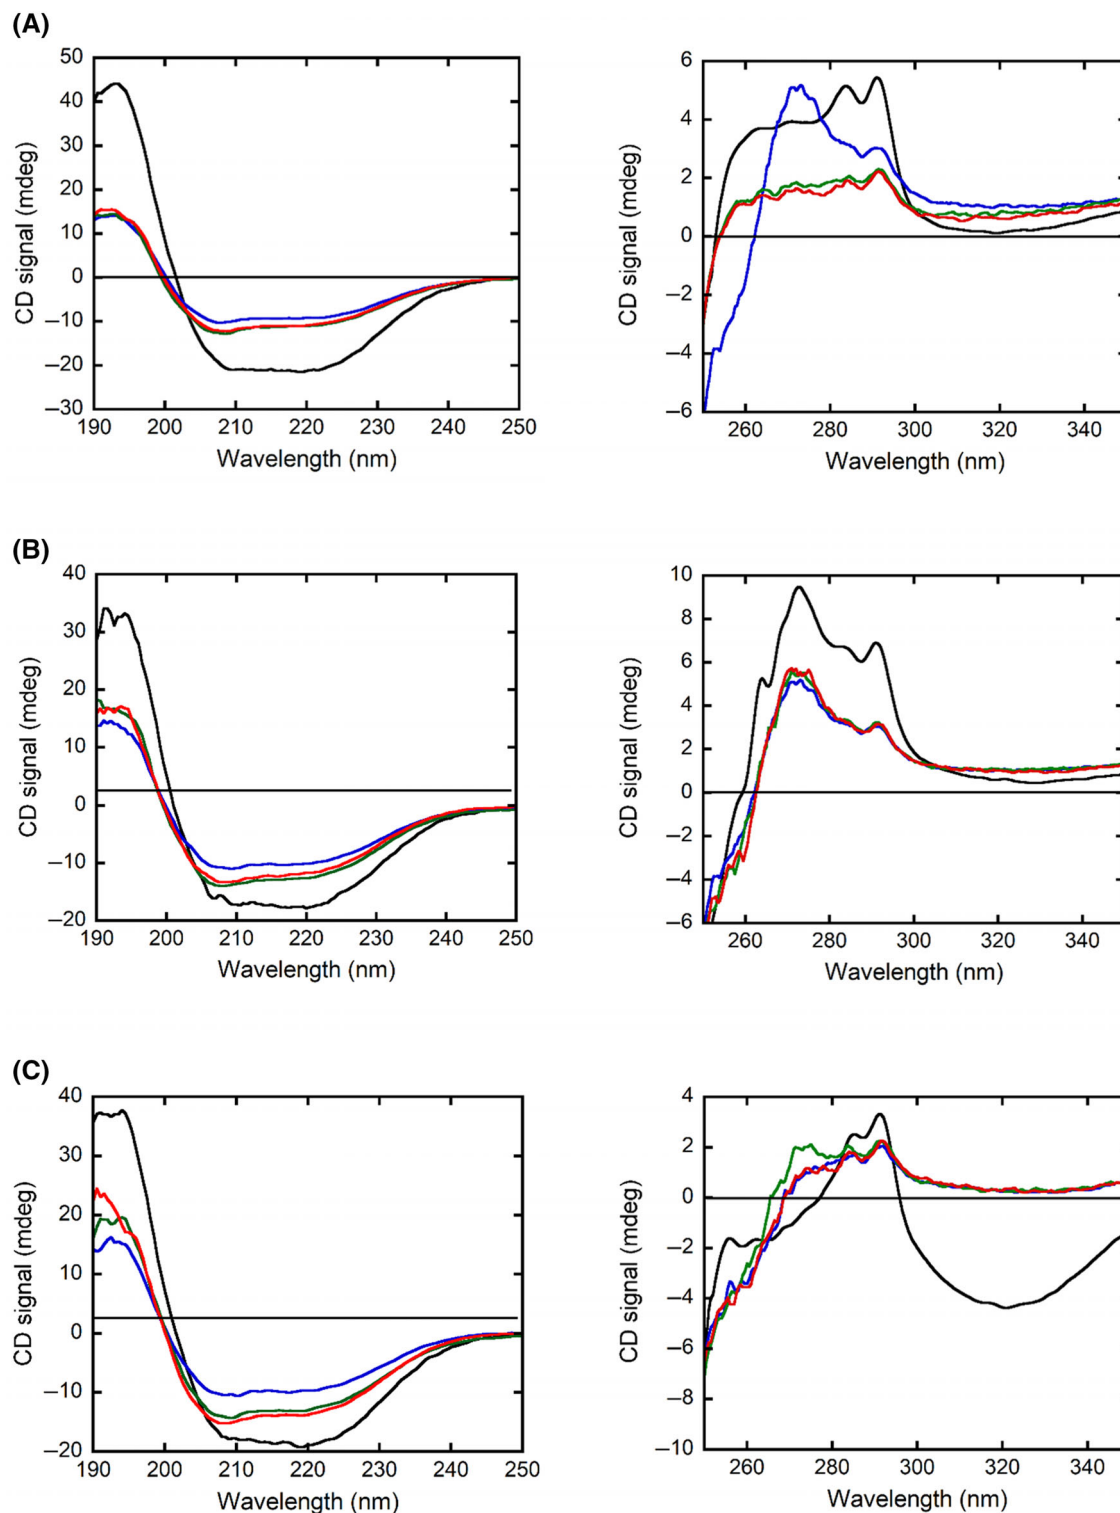 (A)
50
40
30
20
10
0
–10
–20
–30
CD signal (mdeg)
190 200 210 220 230 240 250
Wavelength (nm)
6
4
2
0
–2
–4
–6
CD signal (mdeg)
260 280 300 320 340
Wavelength (nm)
(B)
40
30
20
10
0
–10
–20
CD signal (mdeg)
190 200 210 220 230 240 250
Wavelength (nm)
10
8
6
4
2
0
–2
–4
–6
CD signal (mdeg)
260 280 300 320 340
Wavelength (nm)
(C)
40
30
20
10
0
–10
–20
CD signal (mdeg)
190 200 210 220 230 240 250
Wavelength (nm)
4
2
0
–2
–4
–6
–8
–10
CD signal (mdeg)
260 280 300 320 340
Wavelength (nm)